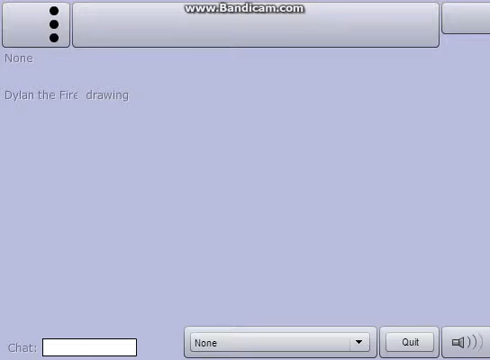 www.Bandicam.com
None
Dylan the Fire drawing
Chat:
None
Quit